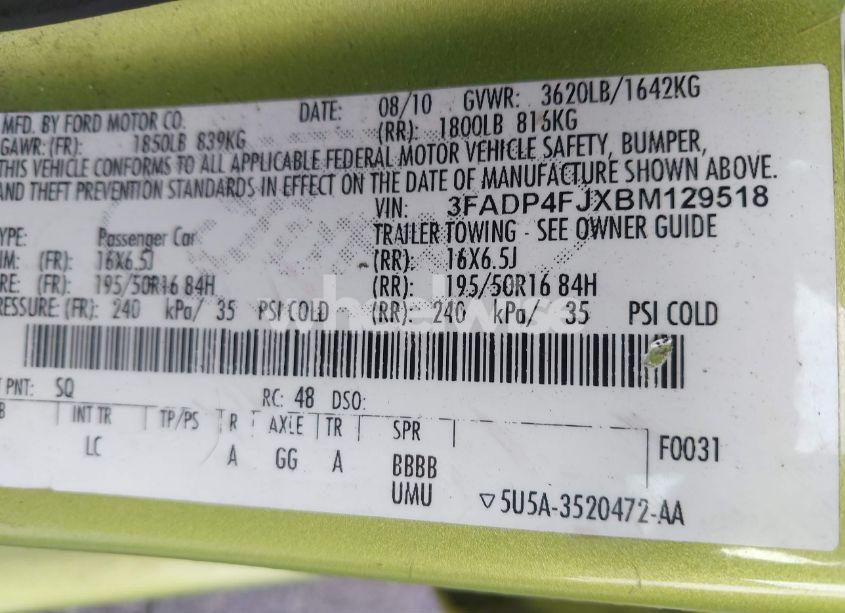 MFD. BY FORD MOTOR CO. DATE: 08/10 GVWR: 3620LB/1642KG
GAWR: (FR): 1850LB 839KG (RR): 1800LB 816KG
THIS VEHICLE CONFORMS TO ALL APPLICABLE FEDERAL MOTOR VEHICLE SAFETY, BUMPER,
AND THEFT PREVENTION STANDARDS IN EFFECT ON THE DATE OF MANUFACTURE SHOWN ABOVE.
VIN: 3FADP4FJXBM129518
YPE: Passenger Car TRAILER TOWING - SEE OWNER GUIDE
IM: (FR): 16X6.5J (RR): 16X6.5J
RE: (FR): 195/50R16 84H (RR): 195/50R16 84H
RESSURE: (FR): 240 kPa/ 35 PSI COLD (RR): 240 kPa/ 35 PSI COLD
PNT: SQ RC: 48 DSO:
B INT TR TP/PS R AXLE TR SPR F0031
LC A GG A BBBB
UMU 5U5A-3520472-AA